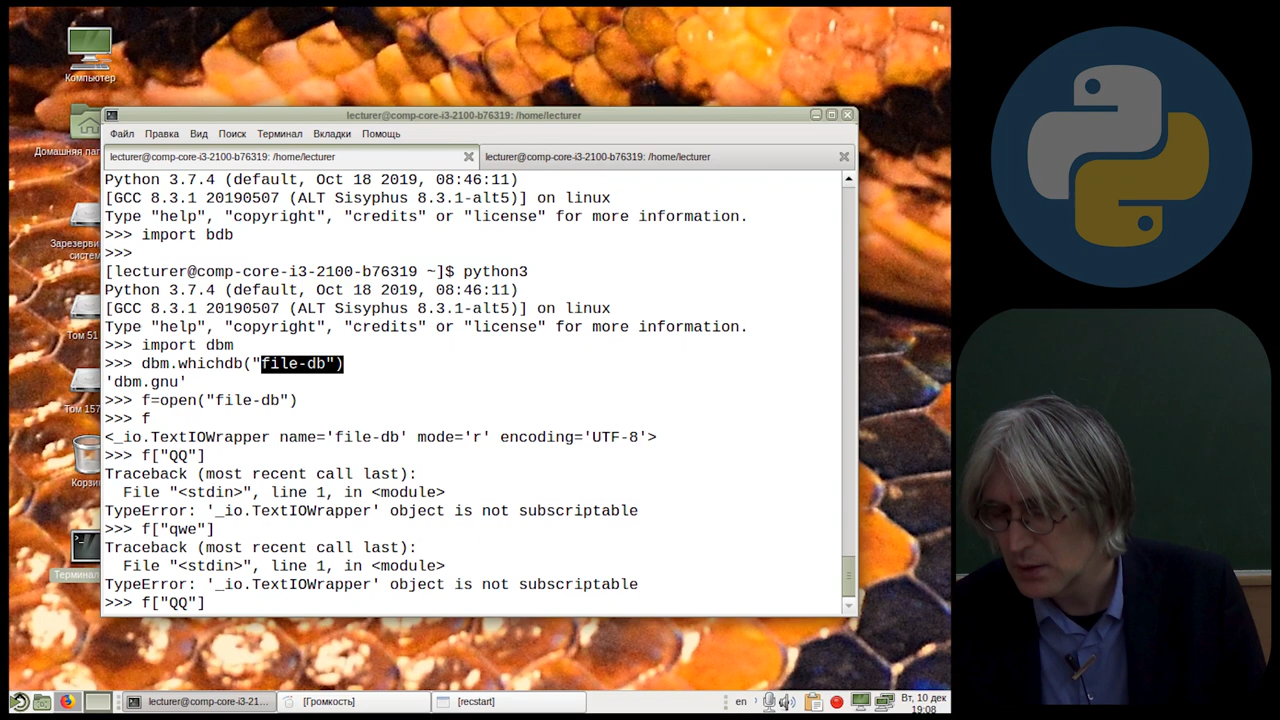 Компьютер
Домашняя пап
Зарезерви
систем
Том 51
Том 157
Корзин
Терминал
lecturer@comp-core-i3-2100-b76319: /home/lecturer
Файл Правка Вид Поиск Терминал Вкладки Помощь
lecturer@comp-core-i3-2100-b76319: /home/lecturer
lecturer@comp-core-i3-2100-b76319: /home/lecturer
Python 3.7.4 (default, Oct 18 2019, 08:46:11)
[GCC 8.3.1 20190507 (ALT Sisyphus 8.3.1-alt5)] on linux
Type "help", "copyright", "credits" or "license" for more information.
>>> import bdb
>>>
[lecturer@comp-core-i3-2100-b76319 ~]$ python3
Python 3.7.4 (default, Oct 18 2019, 08:46:11)
[GCC 8.3.1 20190507 (ALT Sisyphus 8.3.1-alt5)] on linux
Type "help", "copyright", "credits" or "license" for more information.
>>> import dbm
>>> dbm.whichdb("file-db")
'dbm.gnu'
>>> f=open("file-db")
>>> f
<_io.TextIOWrapper name='file-db' mode='r' encoding='UTF-8'>
>>> f["QQ"]
Traceback (most recent call last):
  File "<stdin>", line 1, in <module>
TypeError: '_io.TextIOWrapper' object is not subscriptable
>>> f["qwe"]
Traceback (most recent call last):
  File "<stdin>", line 1, in <module>
TypeError: '_io.TextIOWrapper' object is not subscriptable
>>> f["QQ"]
lecturer@comp-core-i3-21...
[Громкость]
[recstart]
en
Вт, 10 дек
19:08